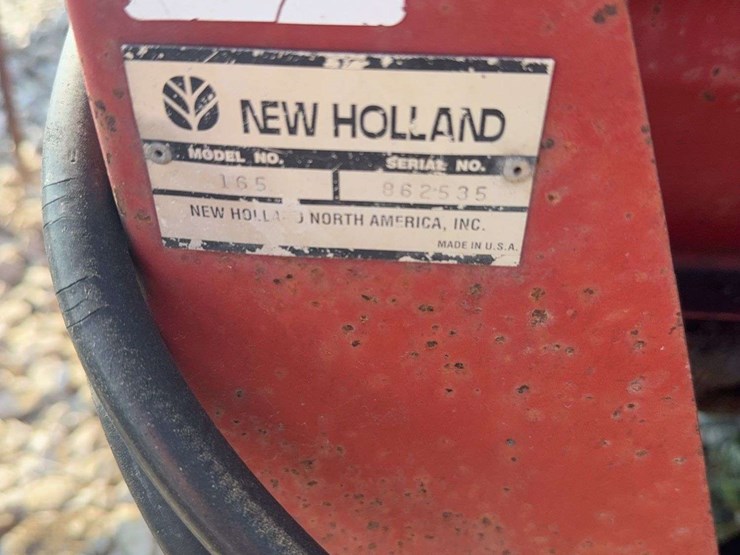 NEW HOLLAND
MODEL NO. SERIAL NO.
165 862535
NEW HOLLAND NORTH AMERICA, INC.
MADE IN U.S.A.